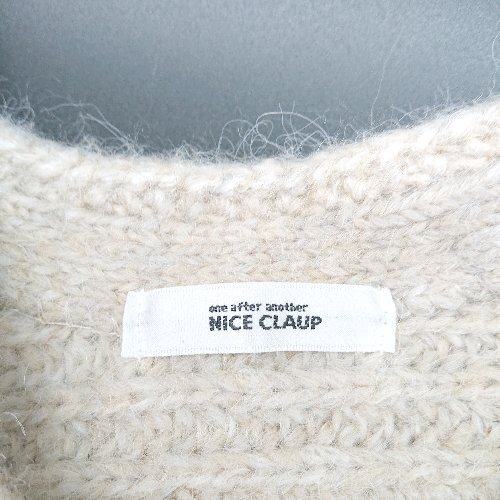 one after another
NICE CLAUP